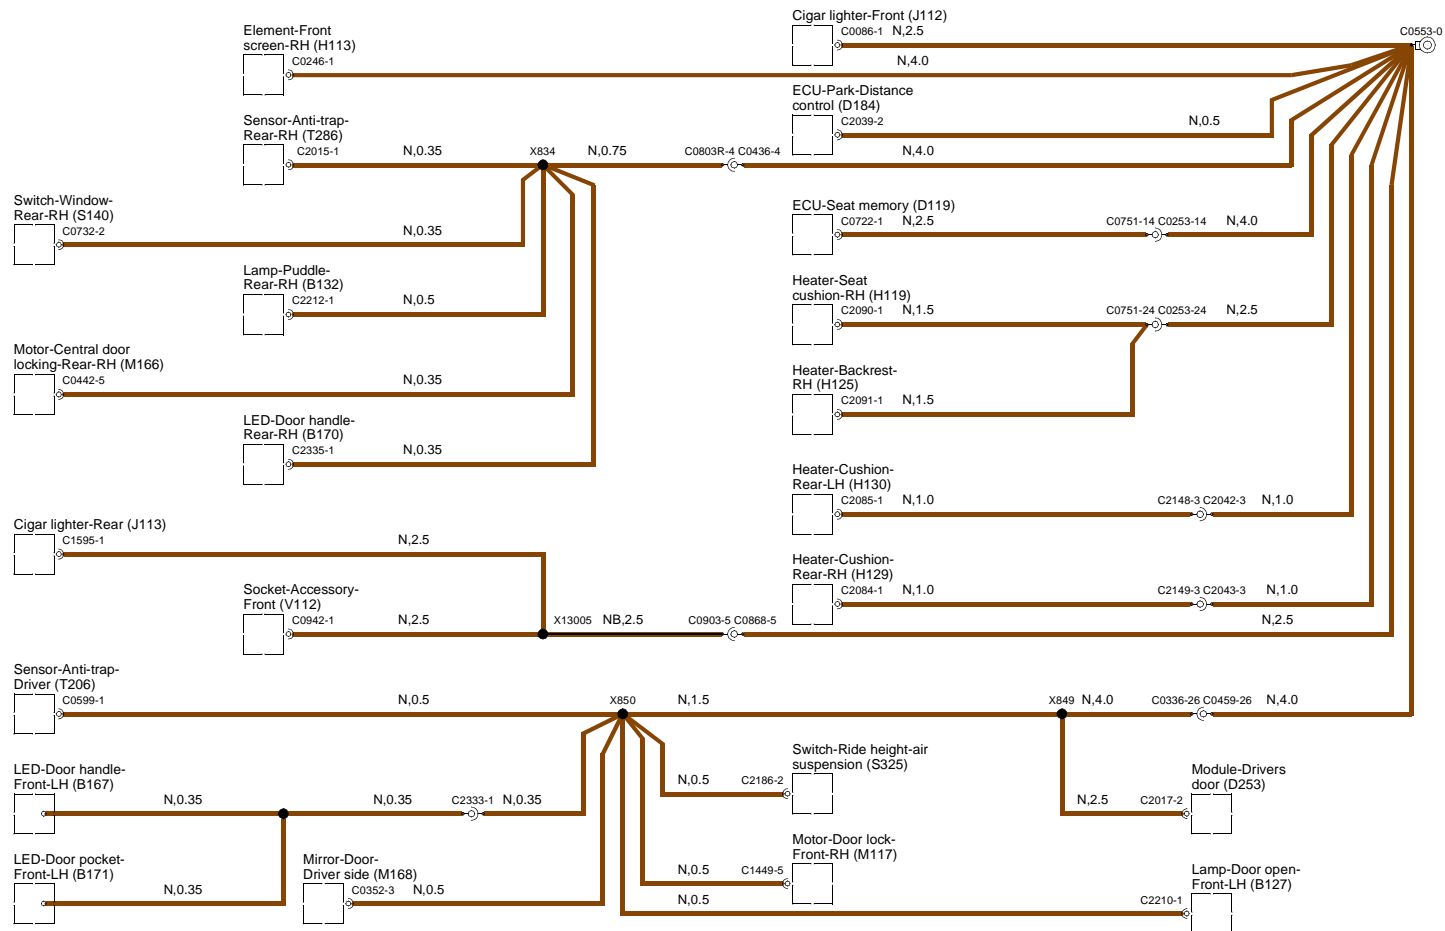 Cigar lighter-Front (J112)
C0086-1 N,2.5
C0553-0
Element-Front
screen-RH (H113)
C0246-1
N,4.0
ECU-Park-Distance
control (D184)
C2039-2
N,0.5
Sensor-Anti-trap-
Rear-RH (T286)
C2015-1
N,0.35
X834
N,0.75
C0803R-4 C0436-4
N,4.0
Switch-Window-
Rear-RH (S140)
C0732-2
N,0.35
ECU-Seat memory (D119)
C0722-1
N,2.5
C0751-14 C0253-14
N,4.0
Lamp-Puddle-
Rear-RH (B132)
C2212-1
N,0.5
Heater-Seat
cushion-RH (H119)
C2090-1
N,1.5
C0751-24 C0253-24
N,2.5
Motor-Central door
locking-Rear-RH (M166)
C0442-5
N,0.35
Heater-Backrest-
RH (H125)
C2091-1
N,1.5
LED-Door handle-
Rear-RH (B170)
C2335-1
N,0.35
Heater-Cushion-
Rear-LH (H130)
C2085-1
N,1.0
C2148-3 C2042-3
N,1.0
Cigar lighter-Rear (J113)
C1595-1
N,2.5
Heater-Cushion-
Rear-RH (H129)
C2084-1
N,1.0
C2149-3 C2043-3
N,1.0
Socket-Accessory-
Front (V112)
C0942-1
N,2.5
X13005
NB,2.5
C0903-5 C0868-5
N,2.5
Sensor-Anti-trap-
Driver (T206)
C0599-1
N,0.5
X850
N,1.5
X849
N,4.0
C0336-26 C0459-26
N,4.0
Switch-Ride height-air
suspension (S325)
N,0.5
C2186-2
Module-Drivers
door (D253)
N,2.5
C2017-2
LED-Door handle-
Front-LH (B167)
N,0.35
N,0.35
C2333-1
N,0.35
Motor-Door lock-
Front-RH (M117)
N,0.5
C1449-5
LED-Door pocket-
Front-LH (B171)
N,0.35
Mirror-Door-
Driver side (M168)
C0352-3
N,0.5
Lamp-Door open-
Front-LH (B127)
N,0.5
C2210-1